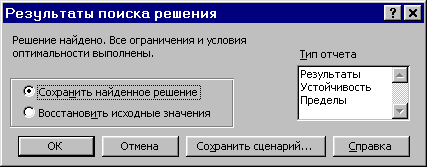 Результаты поиска решения
Решение найдено. Все ограничения и условия
оптимальности выполнены.
Тип отчета
Результаты
Устойчивость
Пределы
Сохранить найденное решение
Восстановить исходные значения
ОК
Отмена
Сохранить сценарий...
Справка